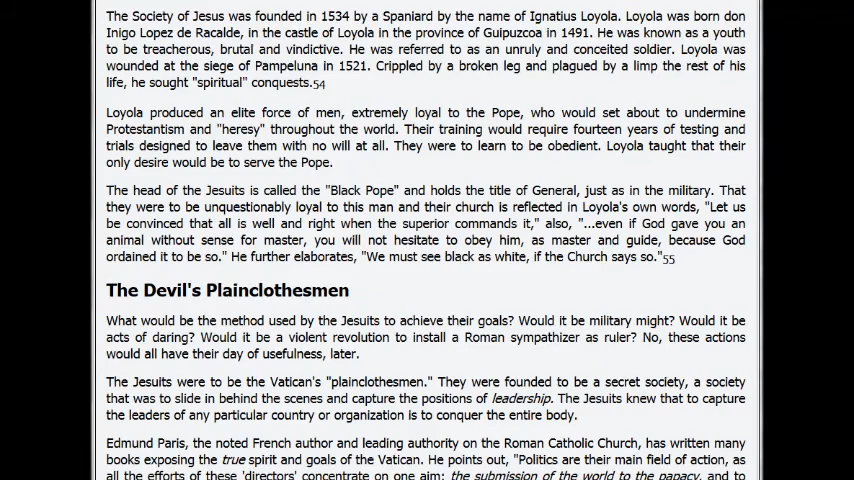 The Society of Jesus was founded in 1534 by a Spaniard by the name of Ignatius Loyola. Loyola was born don
Inigo Lopez de Racalde, in the castle of Loyola in the province of Guipuzcoa in 1491. He was known as a youth
to be treacherous, brutal and vindictive. He was referred to as an unruly and conceited soldier. Loyola was
wounded at the siege of Pampeluna in 1521. Crippled by a broken leg and plagued by a limp the rest of his
life, he sought "spiritual" conquests.54
Loyola produced an elite force of men, extremely loyal to the Pope, who would set about to undermine
Protestantism and "heresy" throughout the world. Their training would require fourteen years of testing and
trials designed to leave them with no will at all. They were to learn to be obedient. Loyola taught that their
only desire would be to serve the Pope.
The head of the Jesuits is called the "Black Pope" and holds the title of General, just as in the military. That
they were to be unquestionably loyal to this man and their church is reflected in Loyola's own words, "Let us
be convinced that all is well and right when the superior commands it," also, "...even if God gave you an
animal without sense for master, you will not hesitate to obey him, as master and guide, because God
ordained it to be so." He further elaborates, "We must see black as white, if the Church says so."55
The Devil's Plainclothesmen
What would be the method used by the Jesuits to achieve their goals? Would it be military might? Would it be
acts of daring? Would it be a violent revolution to install a Roman sympathizer as ruler? No, these actions
would all have their day of usefulness, later.
The Jesuits were to be the Vatican's "plainclothesmen." They were founded to be a secret society, a society
that was to slide in behind the scenes and capture the positions of leadership. The Jesuits knew that to capture
the leaders of any particular country or organization is to conquer the entire body.
Edmund Paris, the noted French author and leading authority on the Roman Catholic Church, has written many
books exposing the true spirit and goals of the Vatican. He points out, "Politics are their main field of action, as
all the efforts of these 'directors' concentrate on one aim: the submission of the world to the papacy, and to